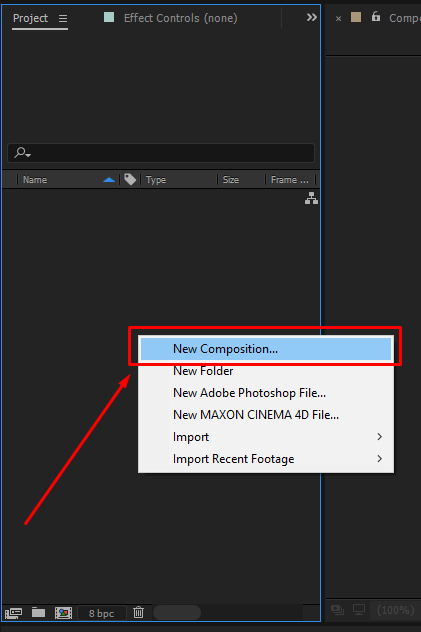 Project
Effect Controls (none)
Compo
Name
Type
Size
Frame ...
New Composition...
New Folder
New Adobe Photoshop File...
New MAXON CINEMA 4D File...
Import
Import Recent Footage
8 bpc
(100%)